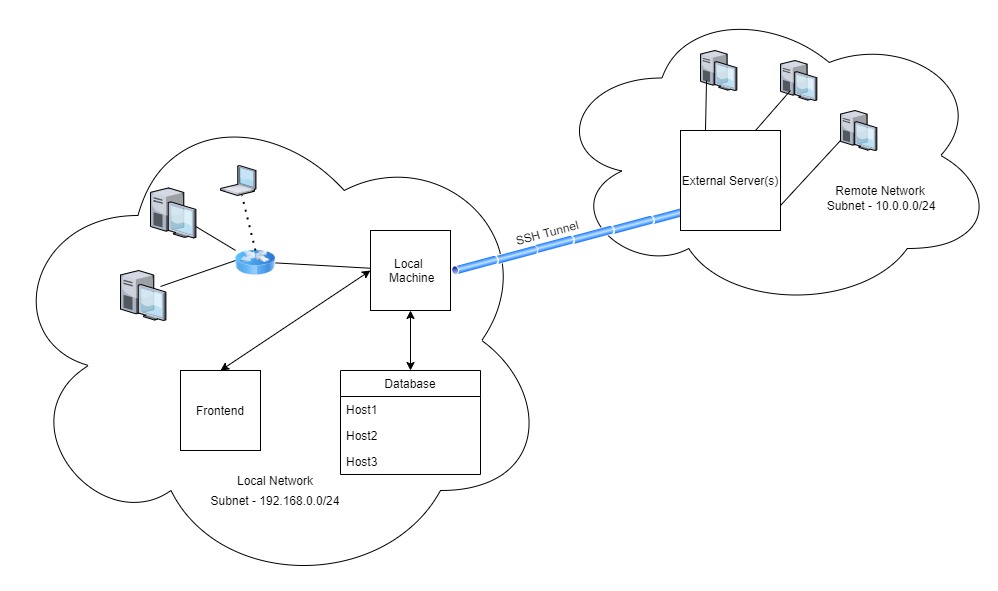 External Server(s)
Remote Network
Subnet - 10.0.0.0/24
SSH Tunnel
Local
Machine
Frontend
Database
Host1
Host2
Host3
Local Network
Subnet - 192.168.0.0/24